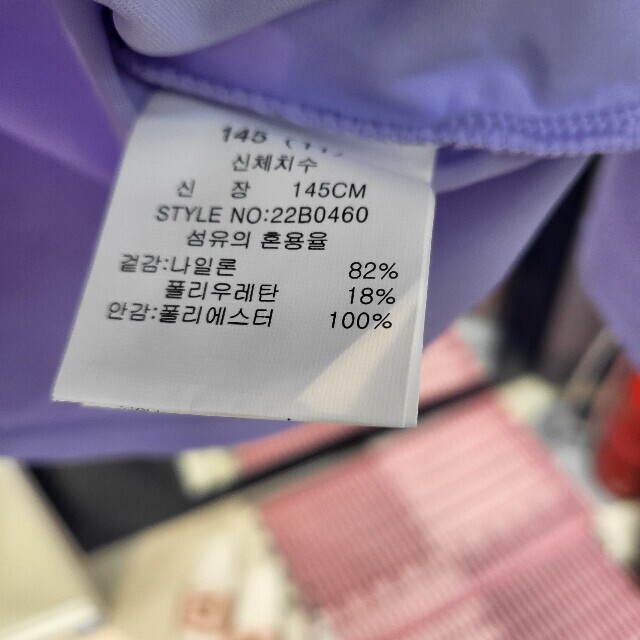 145 (11)
신체치수
신 장 145CM
STYLE NO:22B0460
섬유의 혼용율
겉감:나일론 82%
폴리우레탄 18%
안감:폴리에스터 100%